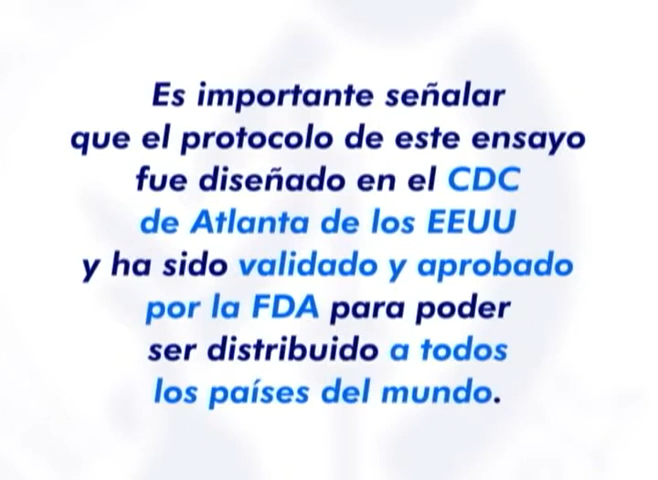 Es importante señalar
que el protocolo de este ensayo
fue diseñado en el CDC
de Atlanta de los EEUU
y ha sido validado y aprobado
por la FDA para poder
ser distribuido a todos
los países del mundo.